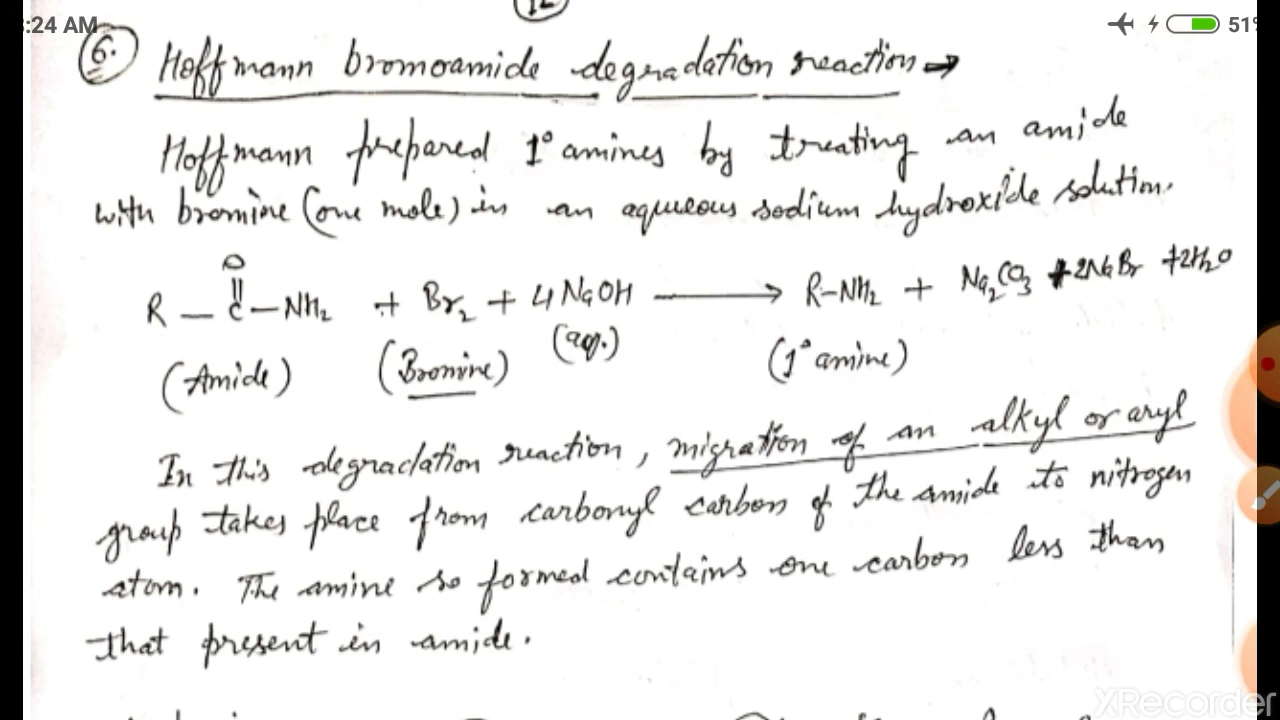 :24 AM
51%
6. Hoffmann bromoamide degradation reaction →
Hoffmann prepared 1° amines by treating an amide
with bromine (one mole) in an aqueous sodium hydroxide solution.
O
||
R — C — NH₂ + Br₂ + 4 NaOH ⟶ R-NH₂ + Na₂CO₃ + 2NaBr + 2H₂O
(Amide) (Bromine) (aq.) (1° amine)
In this degradation reaction, migration of an alkyl or aryl
group takes place from carbonyl carbon of the amide to nitrogen
atom. The amine so formed contains one carbon less than
that present in amide.
XRecorder